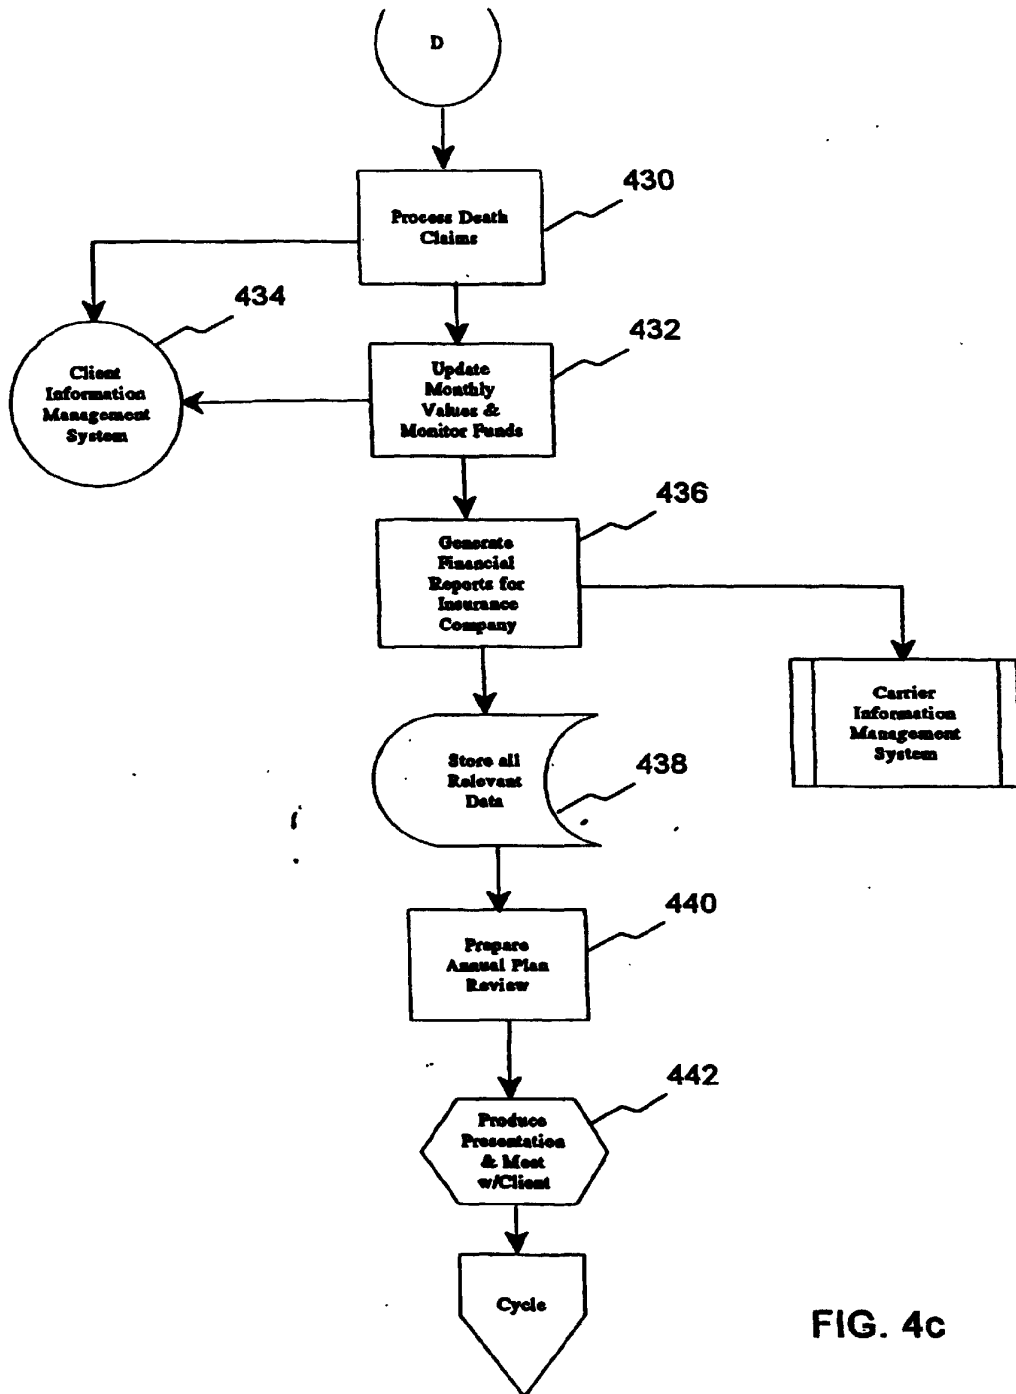 D
430
Process Death
Claims
434
Client
Information
Management
System
432
Update
Monthly
Values &
Monitor Funds
436
Generate
Financial
Reports for
Insurance
Company
Carrier
Information
Management
System
Store all
Relevant
Data
438
440
Prepare
Annual Plan
Review
442
Produce
Presentation
& Meet
w/Client
Cycle
FIG. 4c